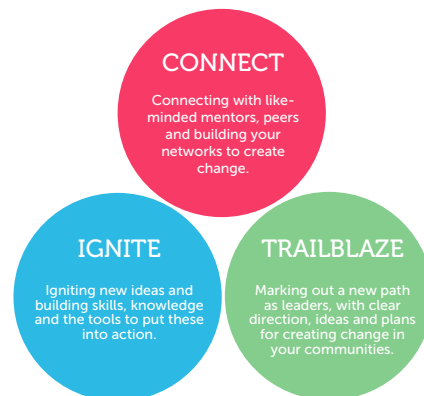 CONNECT
Connecting with like-
minded mentors, peers
and building your
networks to create
change.
IGNITE
Igniting new ideas and
building skills, knowledge
and the tools to put these
into action.
TRAILBLAZE
Marking out a new path
as leaders, with clear
direction, ideas and plans
for creating change in
your communities.